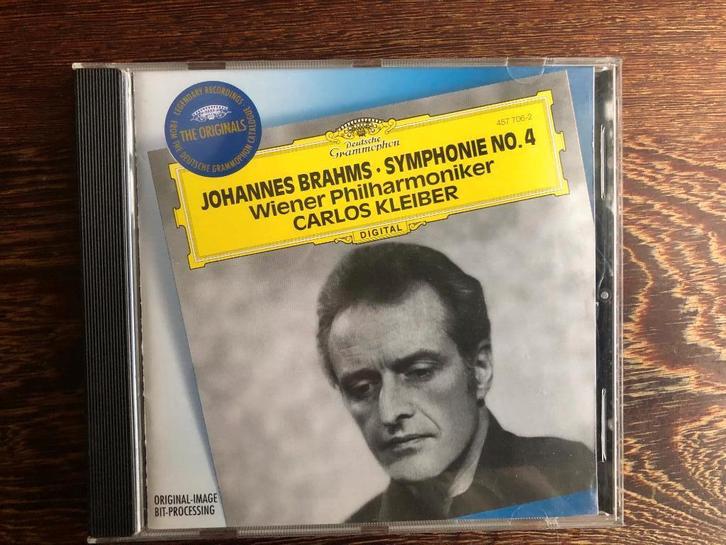 LEGENDARY RECORDINGS
FROM THE DEUTSCHE GRAMMOPHON CATALOGUE
THE ORIGINALS
Deutsche
Grammophon
457 706-2
JOHANNES BRAHMS · SYMPHONIE NO. 4
Wiener Philharmoniker
CARLOS KLEIBER
DIGITAL
ORIGINAL-IMAGE
BIT-PROCESSING